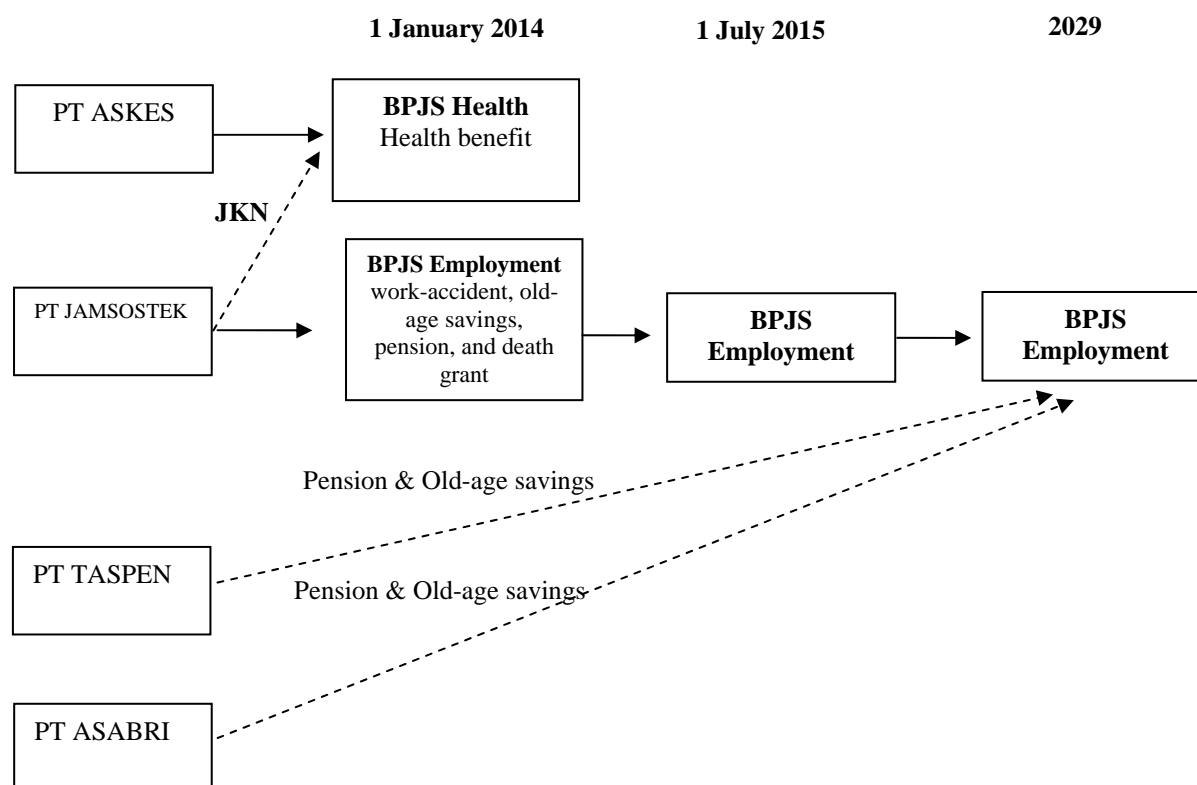 1 January 2014
1 July 2015
2029
PT ASKES
BPJS Health
Health benefit
JKN
PT JAMSOSTEK
BPJS Employment
work-accident, old-
age savings,
pension, and death
grant
BPJS
Employment
BPJS
Employment
Pension & Old-age savings
PT TASPEN
Pension & Old-age savings
PT ASABRI